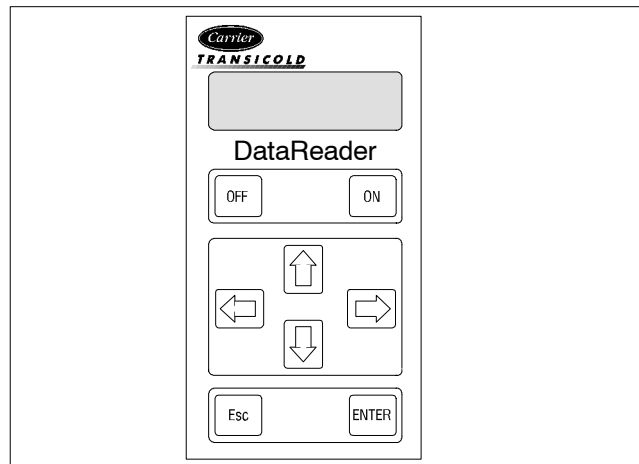 Carrier
TRANSICOLD
DataReader
OFF ON
Esc ENTER